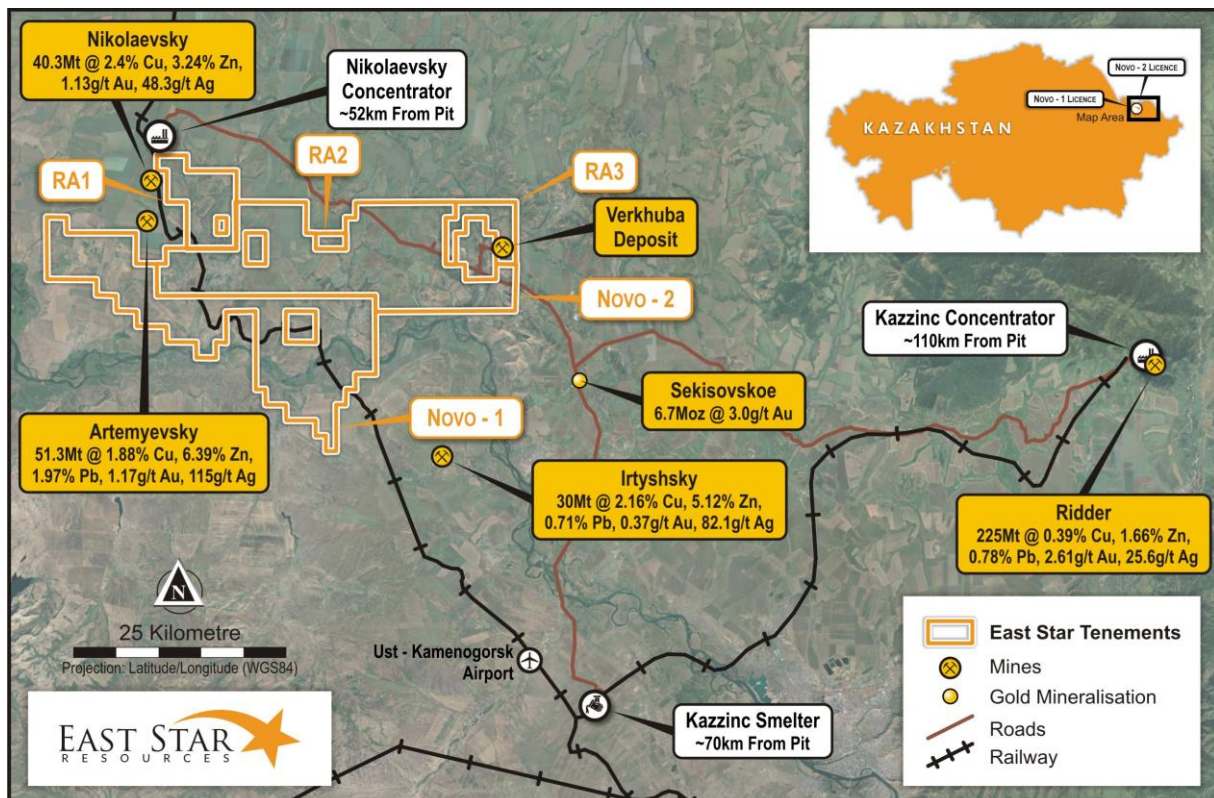 Nikolaevsky
40.3Mt @ 2.4% Cu, 3.24% Zn,
1.13g/t Au, 48.3g/t Ag
Nikolaevsky
Concentrator
~52km From Pit
RA1
RA2
RA3
Verkhuba
Deposit
Novo - 2
KAZAKHSTAN
Novo - 2 Licence
Novo - 1 Licence
Map Area
Kazzinc Concentrator
~110km From Pit
Sekisovskoe
6.7Moz @ 3.0g/t Au
Artemyevsky
51.3Mt @ 1.88% Cu, 6.39% Zn,
1.97% Pb, 1.17g/t Au, 115g/t Ag
Novo - 1
Irtyshsky
30Mt @ 2.16% Cu, 5.12% Zn,
0.71% Pb, 0.37g/t Au, 82.1g/t Ag
Ridder
225Mt @ 0.39% Cu, 1.66% Zn,
0.78% Pb, 2.61g/t Au, 25.6g/t Ag
N
25 Kilometre
Projection: Latitude/Longitude (WGS84)
Ust - Kamenogorsk
Airport
Kazzinc Smelter
~70km From Pit
EAST STAR
RESOURCES
East Star Tenements
Mines
Gold Mineralisation
Roads
Railway